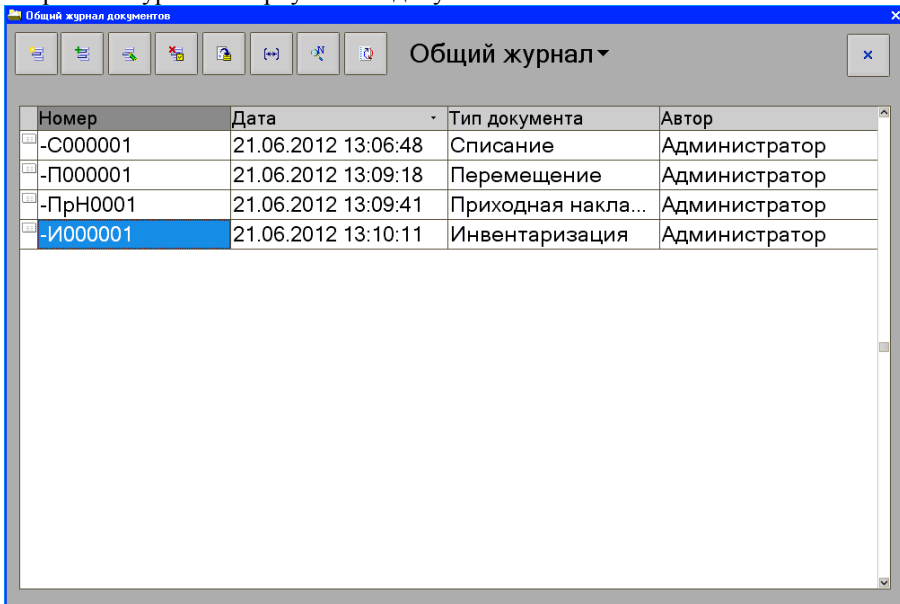 Общий журнал документов
Общий журнал
Номер Дата Тип документа Автор
-С000001 21.06.2012 13:06:48 Списание Администратор
-П000001 21.06.2012 13:09:18 Перемещение Администратор
-ПрН0001 21.06.2012 13:09:41 Приходная накла... Администратор
-И000001 21.06.2012 13:10:11 Инвентаризация Администратор